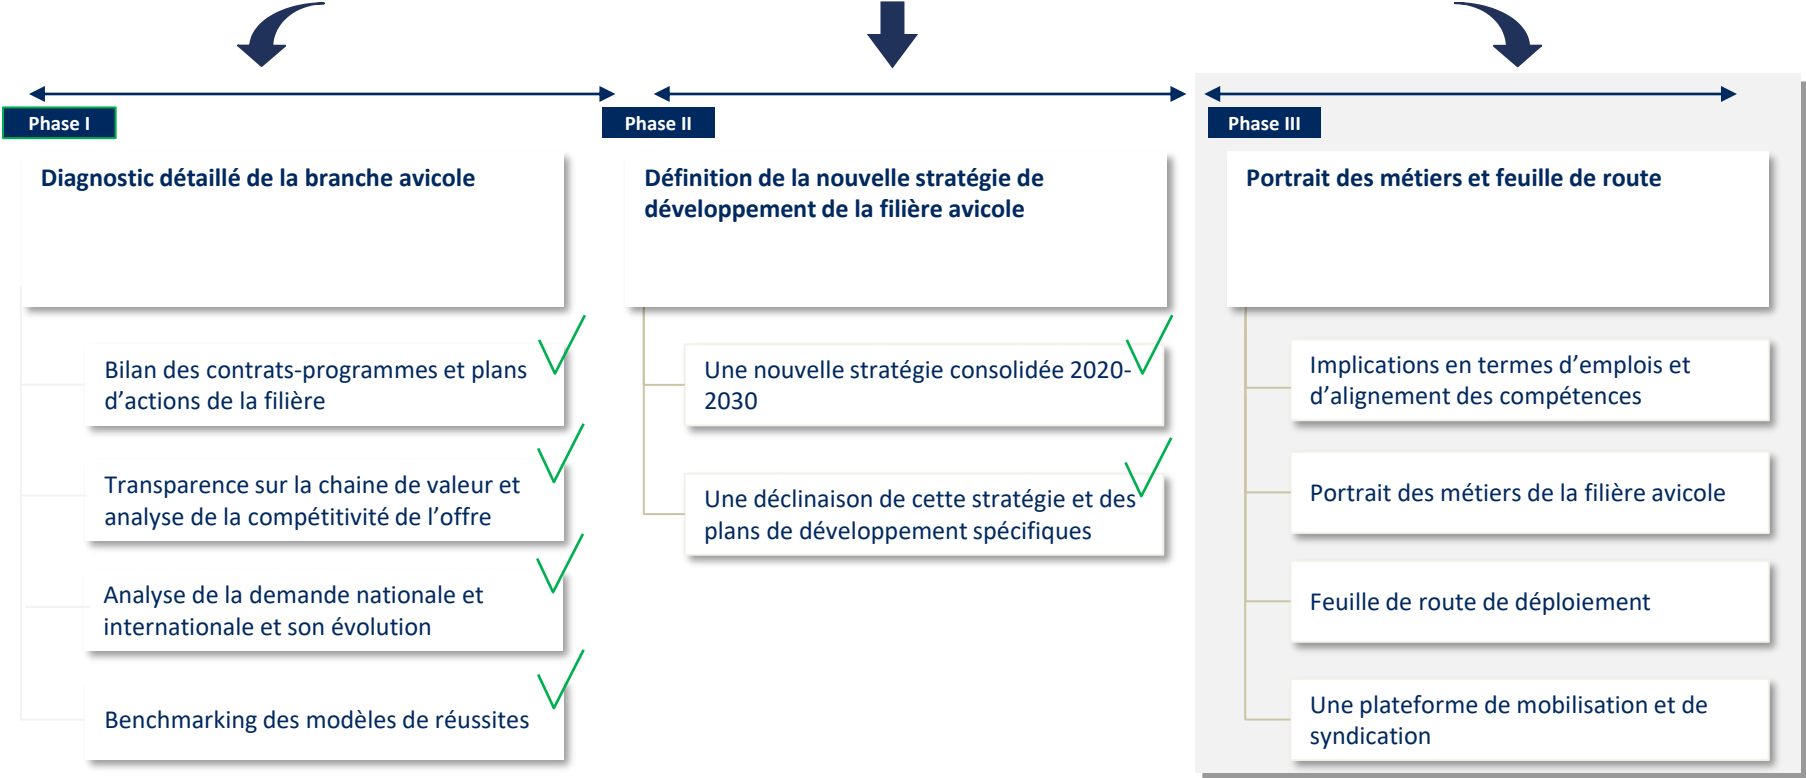 Phase I
Diagnostic détaillé de la branche avicole
Bilan des contrats-programmes et plans
d’actions de la filière
Transparence sur la chaine de valeur et
analyse de la compétitivité de l’offre
Analyse de la demande nationale et
internationale et son évolution
Benchmarking des modèles de réussites
Phase II
Définition de la nouvelle stratégie de
développement de la filière avicole
Une nouvelle stratégie consolidée 2020-
2030
Une déclinaison de cette stratégie et des
plans de développement spécifiques
Phase III
Portrait des métiers et feuille de route
Implications en termes d’emplois et
d’alignement des compétences
Portrait des métiers de la filière avicole
Feuille de route de déploiement
Une plateforme de mobilisation et de
syndication